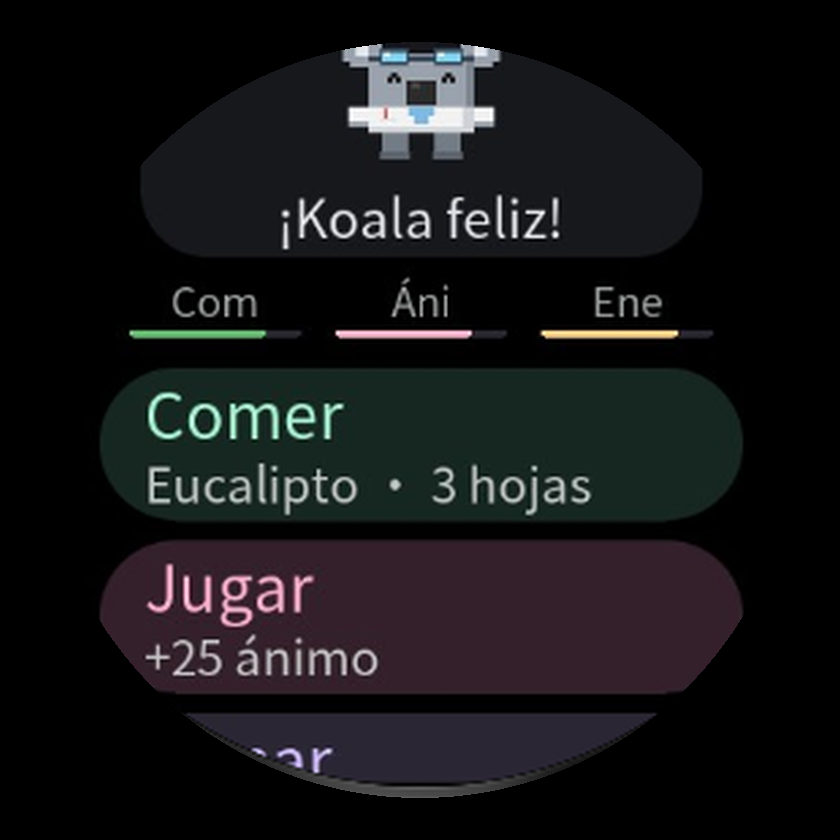 ¡Koala feliz!
Com Áni Ene
Comer
Eucalipto • 3 hojas
Jugar
+25 ánimo